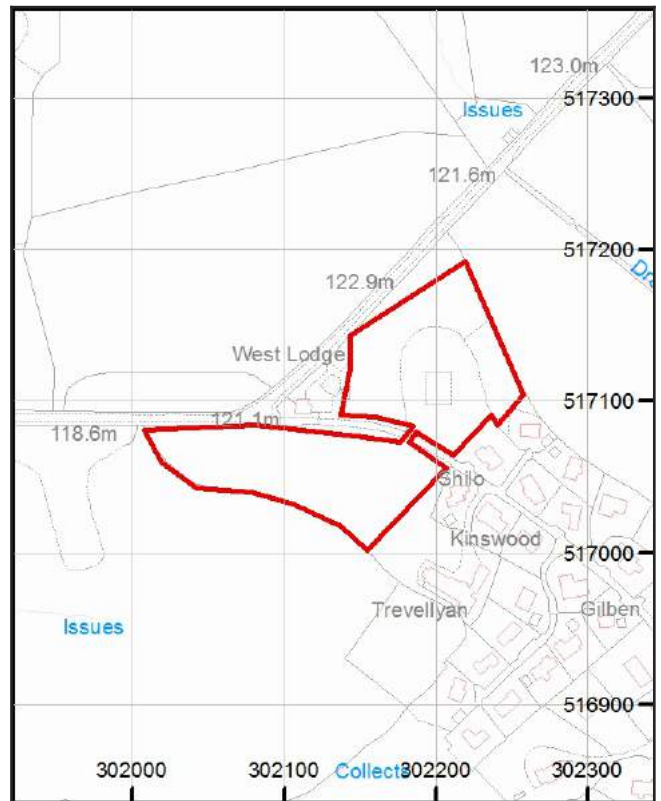 123.0m
517300
Issues
121.6m
517200
122.9m
West Lodge
517100
121.1m
118.6m
Shilo
Kinswood
517000
Trevellyan
Gilben
Issues
516900
302000
302100
302200
302300
Collects